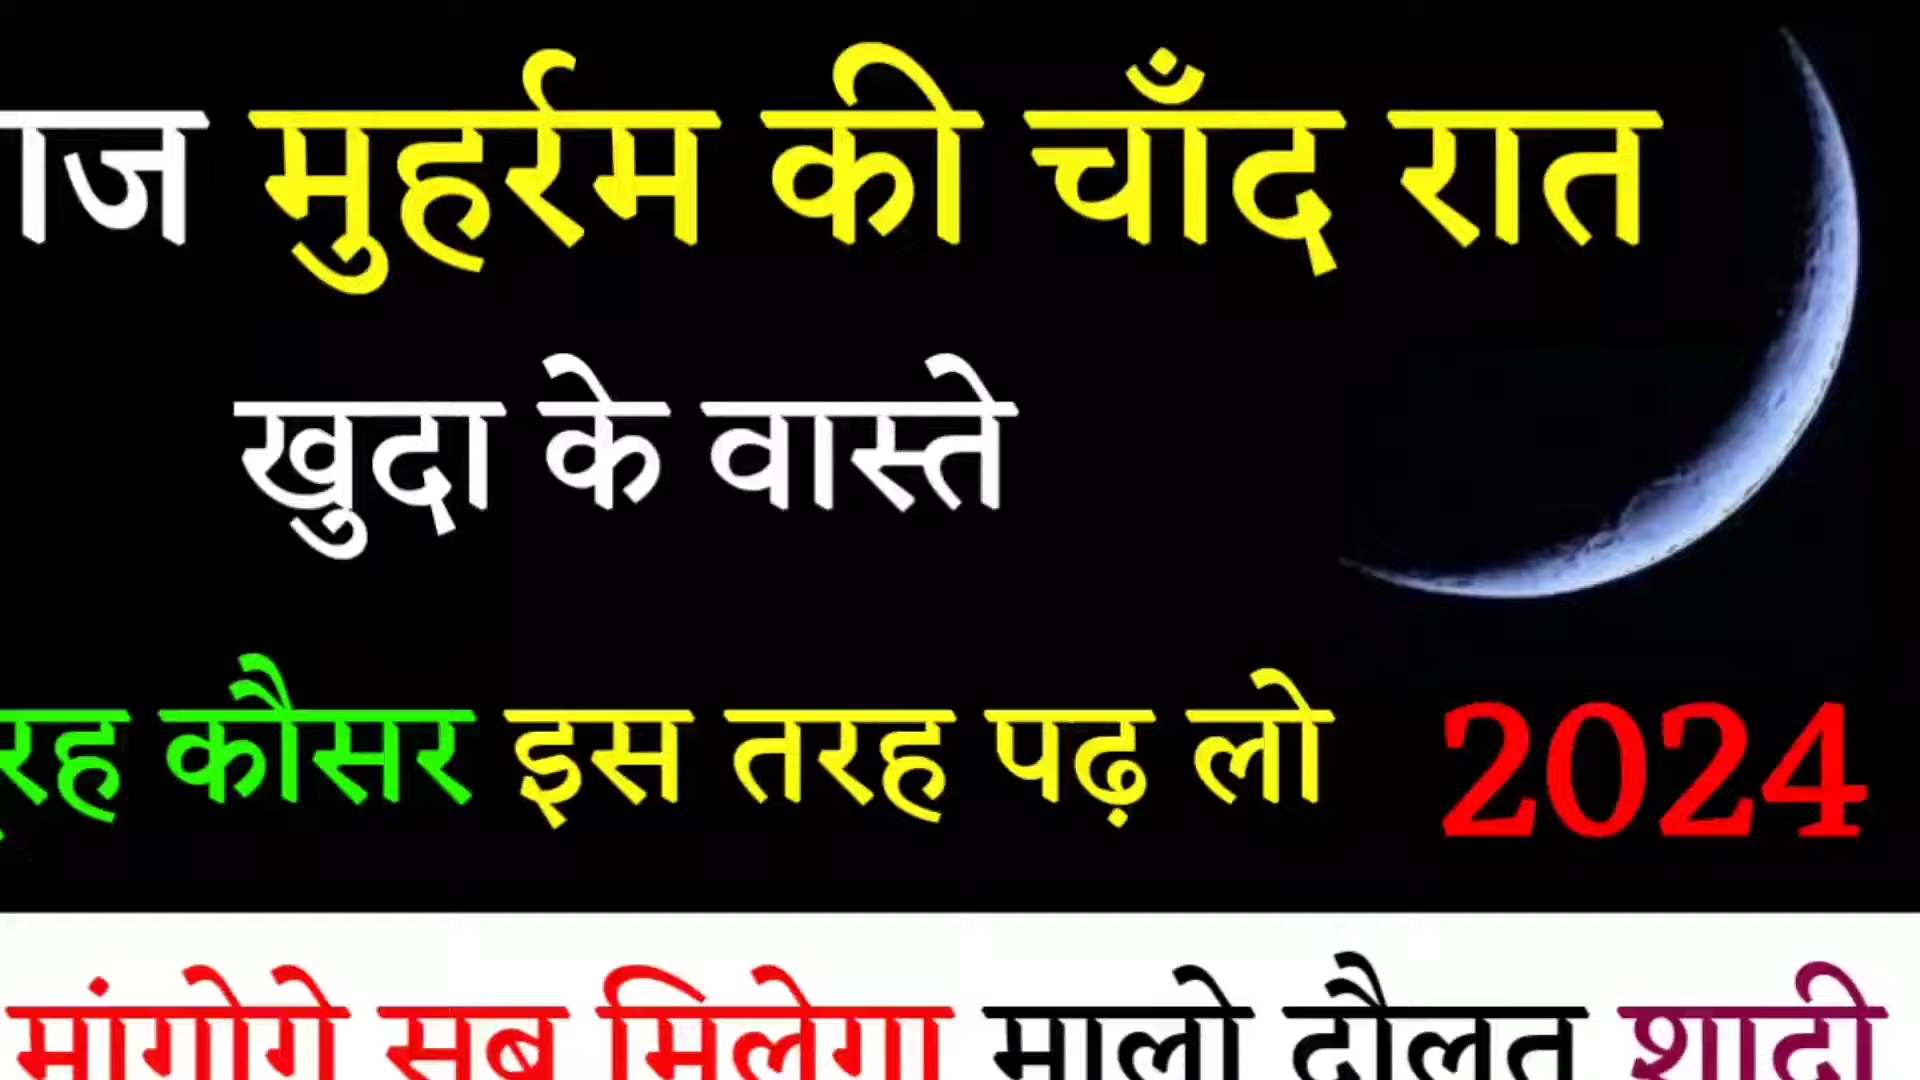 मुहर्रम की चाँद रात
खुदा के वास्ते
कौसर इस तरह पढ़ लो 2024
मांगोगे सब मिलेगा मालो दौलत शादी